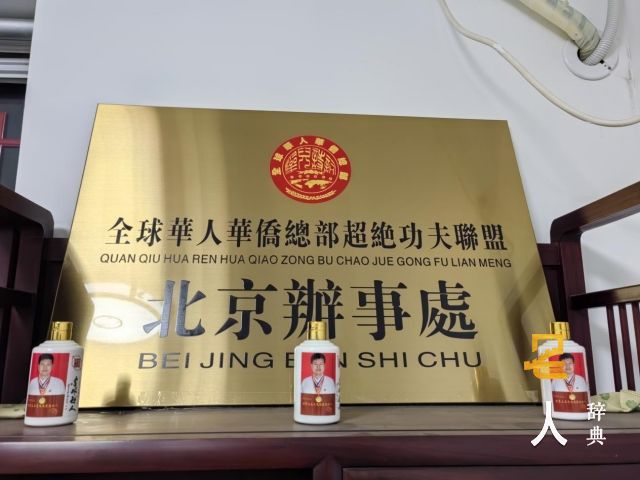 全球華人華僑總部超絶功夫聯盟
QUAN QIU HUA REN HUA QIAO ZONG BU CHAO JUE GONG FU LIAN MENG
北京辦事處
BEI JING B N SHI CHU
名人
辞典